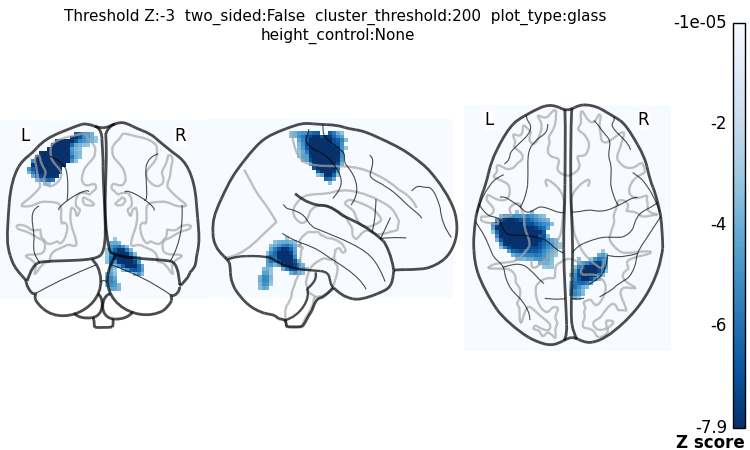 Threshold Z:-3  two_sided:False  cluster_threshold:200  plot_type:glass
height_control:None
L
R
L
R
-1e-05
-2
-4
-6
-7.9
Z score